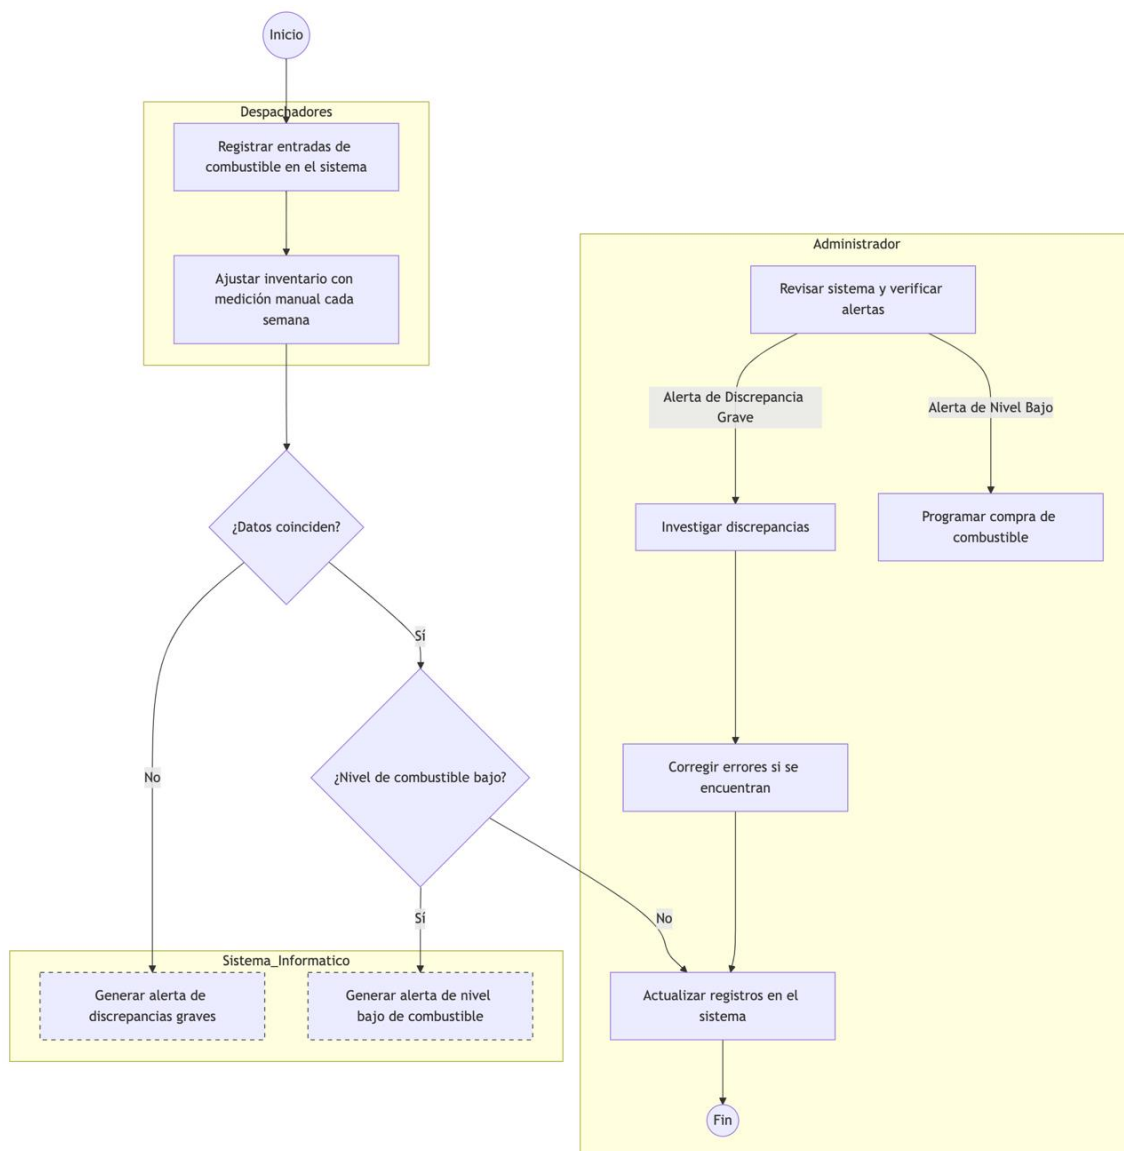 Inicio
Despachadores
Registrar entradas de
combustible en el sistema
Ajustar inventario con
medición manual cada
semana
Administrador
Revisar sistema y verificar
alertas
Alerta de Discrepancia
Grave
Alerta de Nivel Bajo
Investigar discrepancias
Programar compra de
combustible
¿Datos coinciden?
Sí
No
¿Nivel de combustible bajo?
Corregir errores si se
encuentran
Sí
No
Sistema_Informatico
Generar alerta de
discrepancias graves
Generar alerta de nivel
bajo de combustible
Actualizar registros en el
sistema
Fin